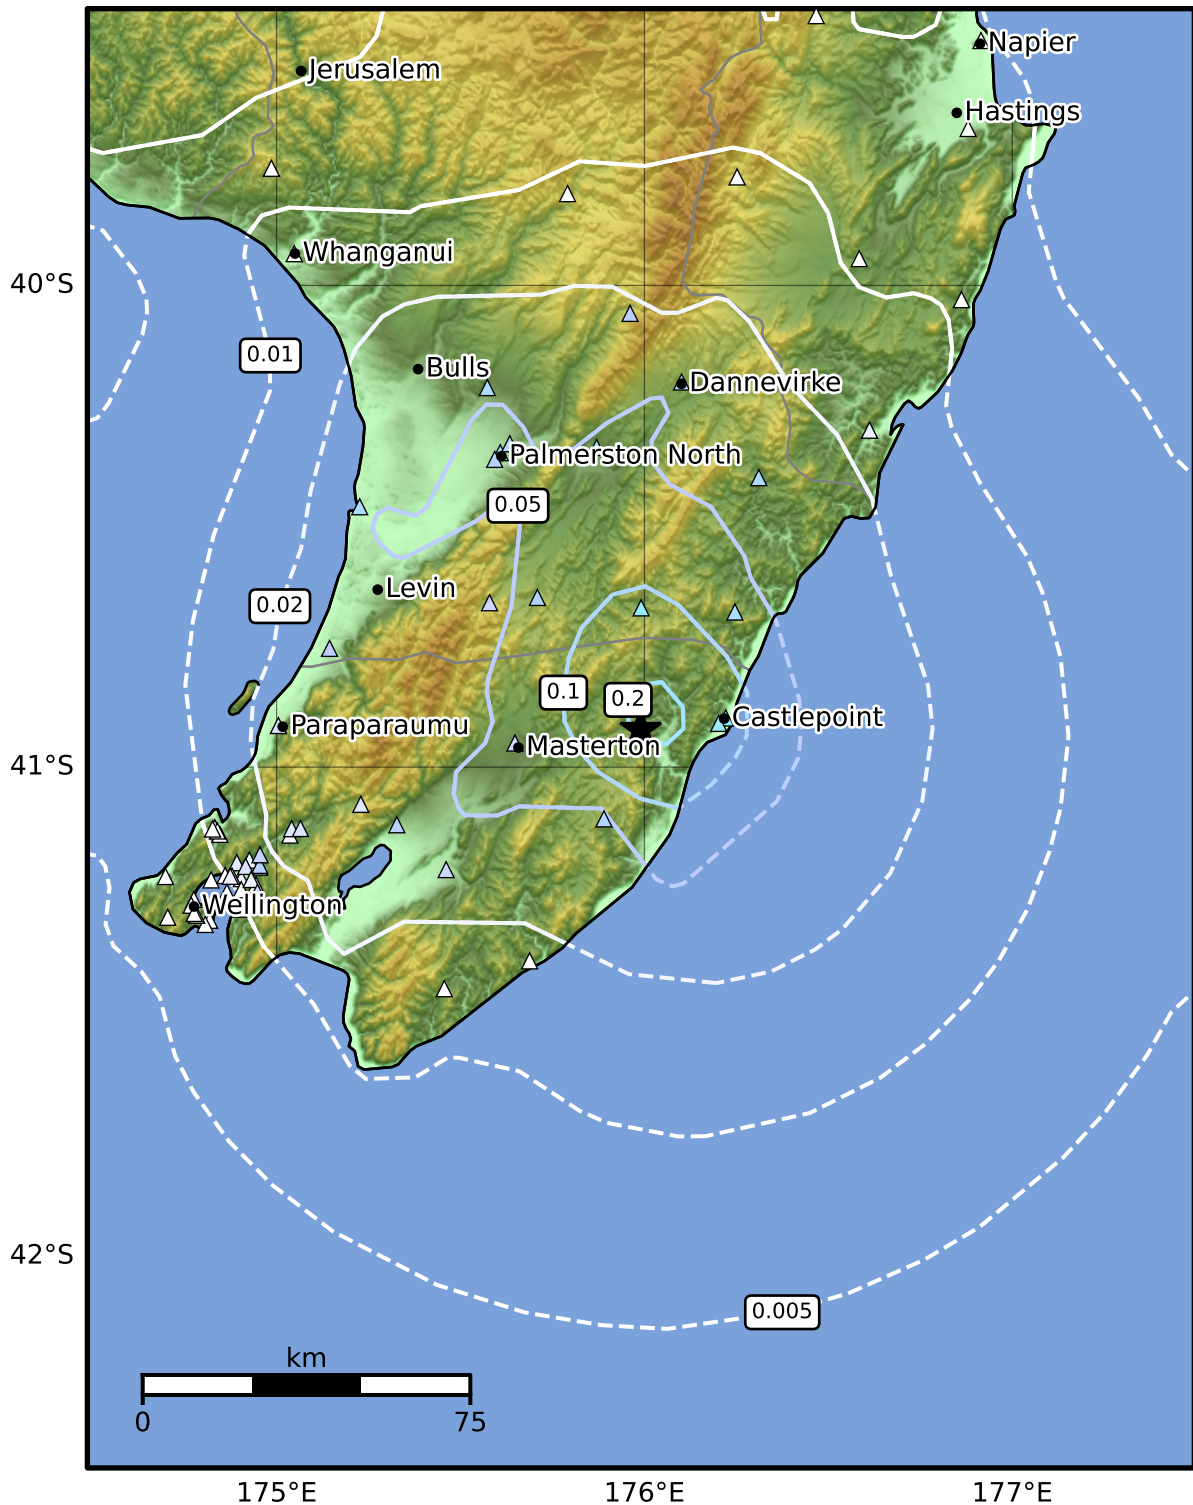 Napier
Jerusalem
Hastings
Whanganui
40°S
0.01
Bulls
Dannevirke
Palmerston North
0.05
Levin
0.02
0.1
0.2
Castlepoint
Paraparaumu
Masterton
41°S
Wellington
42°S
0.005
km
0
75
175°E
176°E
177°E